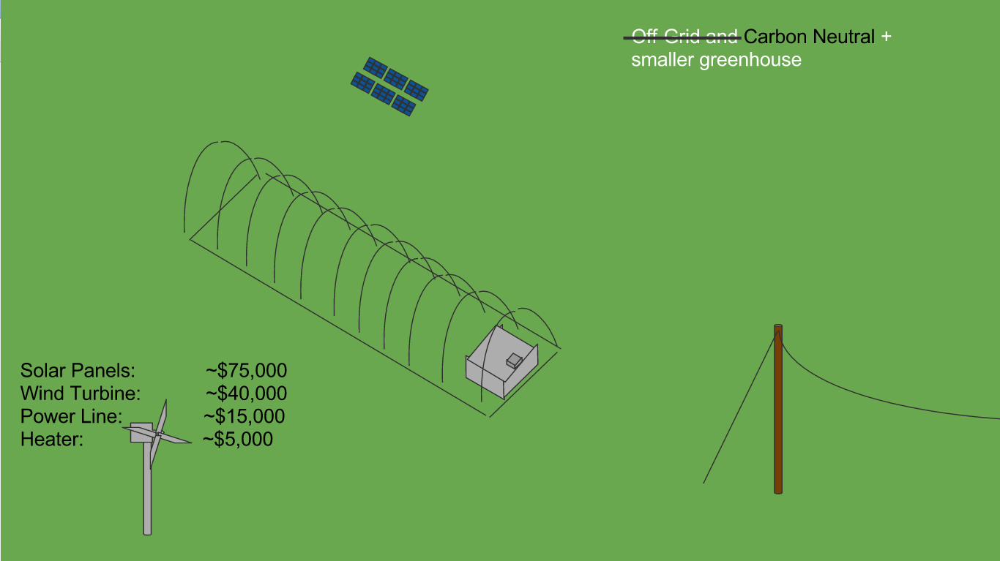 Off-Grid and Carbon Neutral +
smaller greenhouse
Solar Panels: ~$75,000
Wind Turbine: ~$40,000
Power Line: ~$15,000
Heater: ~$5,000